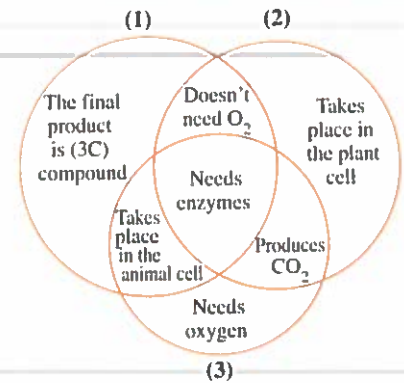 (1)
(2)
The final
product
is (3C)
compound
Doesn't
need O₂
Takes
place in
the plant
cell
Needs
enzymes
Takes
place
in the
animal cell
Produces
CO₂
Needs
oxygen
(3)